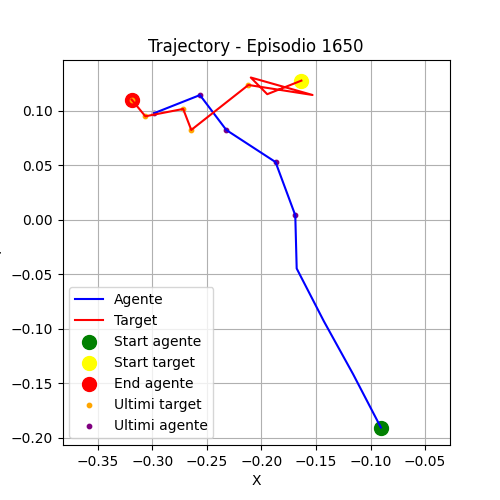 Trajectory - Episodio 1650
0.10
0.05
0.00
−0.05
−0.10
−0.15
−0.20
Agente
Target
Start agente
Start target
End agente
Ultimi target
Ultimi agente
−0.35 −0.30 −0.25 −0.20 −0.15 −0.10 −0.05
X